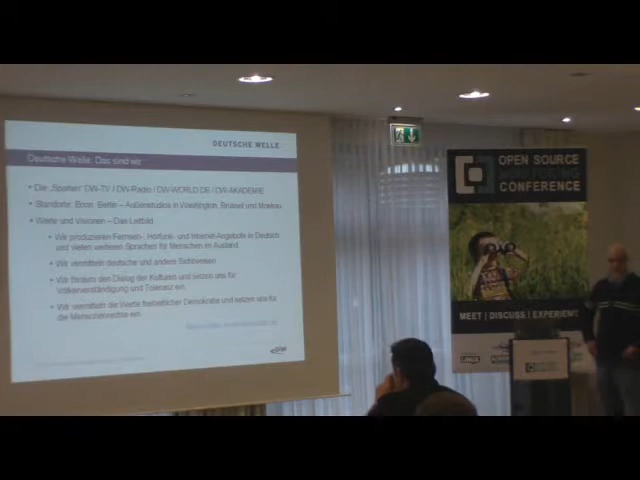 DEUTSCHE WELLE
Deutsche Welle: Das sind wir
Die „Sparten“ DW-TV / DW-Radio / DW-WORLD.DE / DW-AKADEMIE
Standorte: Bonn, Berlin – Außenstudios in Washington, Brüssel und Moskau
Werte und Visionen – Das Leitbild
Wir produzieren Fernseh-, Hörfunk- und Internet-Angebote in Deutsch
und vielen weiteren Sprachen für Menschen im Ausland.
Wir vermitteln deutsche und andere Sichtweisen
Wir fördern den Dialog der Kulturen und setzen uns für
Völkerverständigung und Toleranz ein.
Wir vermitteln die Werte freiheitlicher Demokratie und setzen uns für
die Menschenrechte ein.
OPEN SOURCE
MONITORING
CONFERENCE
MEET | DISCUSS | EXPERIENCE